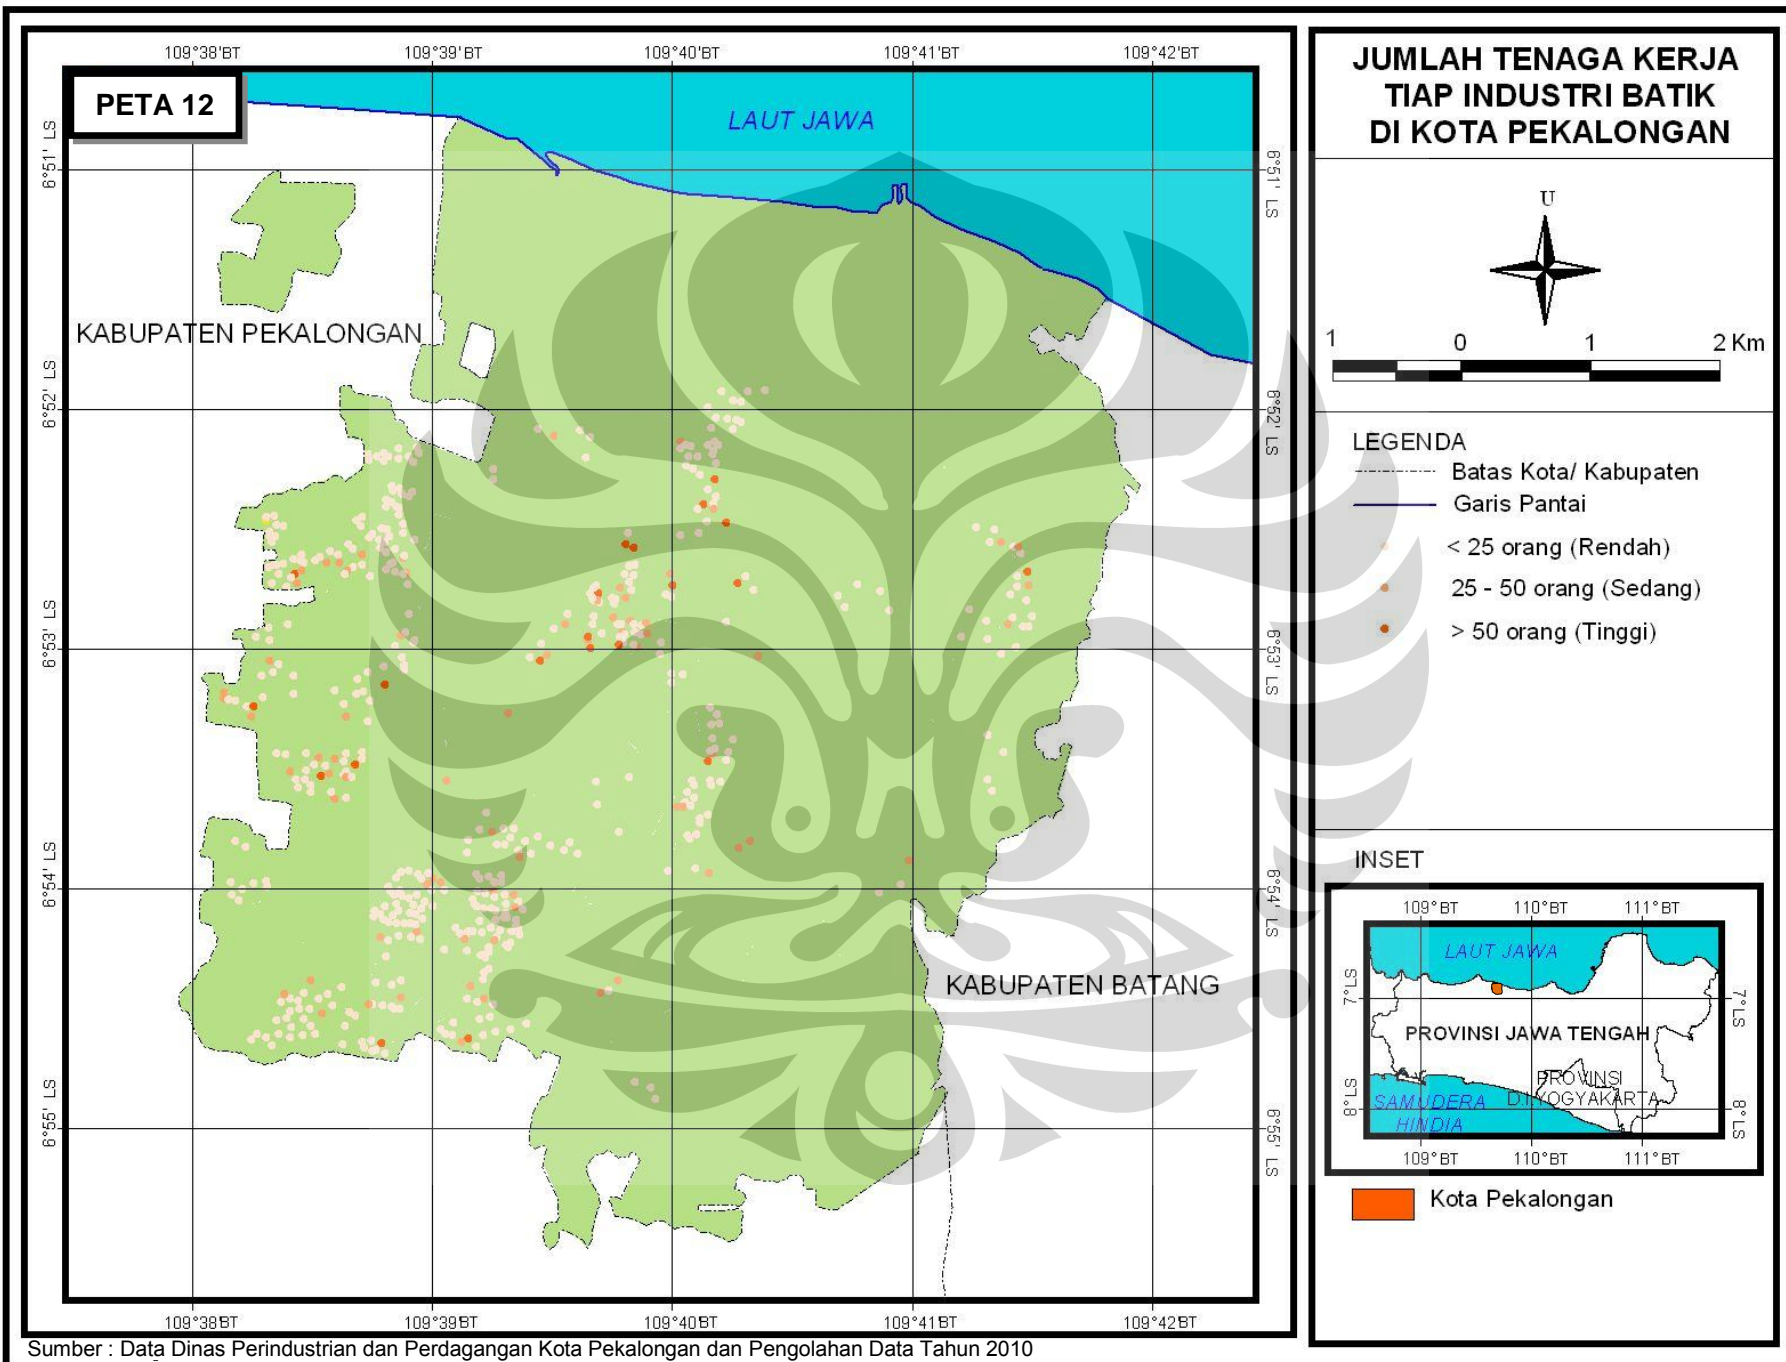 109°38'BT
109°39'BT
109°40'BT
109°41'BT
109°42'BT
PETA 12
LAUT JAWA
6°51' LS
6°51' LS
KABUPATEN PEKALONGAN
6°52' LS
6°52' LS
6°53' LS
6°53' LS
6°54' LS
6°54' LS
KABUPATEN BATANG
6°55' LS
6°55' LS
109°38'BT
109°39'BT
109°40'BT
109°41'BT
109°42'BT
JUMLAH TENAGA KERJA
TIAP INDUSTRI BATIK
DI KOTA PEKALONGAN
U
1 0 1 2 Km
LEGENDA
Batas Kota/ Kabupaten
Garis Pantai
< 25 orang (Rendah)
25 - 50 orang (Sedang)
> 50 orang (Tinggi)
INSET
109°BT 110°BT 111°BT
LAUT JAWA
7°LS
7°LS
PROVINSI JAWA TENGAH
PROVINSI
D.I.YOGYAKARTA
8°LS
8°LS
SAMUDERA
HINDIA
109°BT 110°BT 111°BT
Kota Pekalongan
Sumber : Data Dinas Perindustrian dan Perdagangan Kota Pekalongan dan Pengolahan Data Tahun 2010